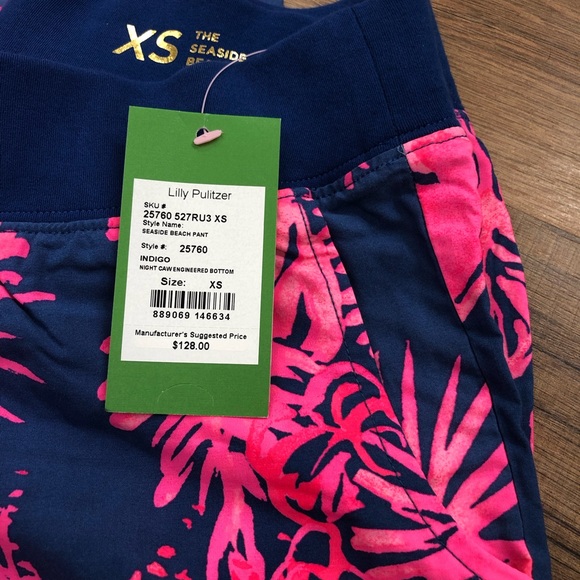 XS THE
SEASIDE
Lilly Pulitzer
SKU #
25760 527RU3 XS
Style Name:
SEASIDE BEACH PANT
Style #: 25760
INDIGO
NIGHT CAW ENGINEERED BOTTOM
Size: XS
889069 146634
Manufacturer's Suggested Price
$128.00